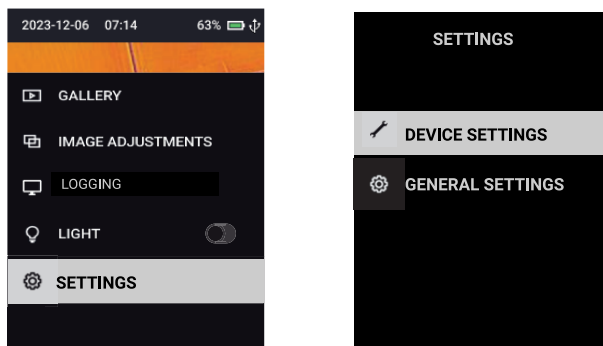 2023-12-06 07:14 63%
GALLERY
IMAGE ADJUSTMENTS
LOGGING
LIGHT
SETTINGS
SETTINGS
DEVICE SETTINGS
GENERAL SETTINGS